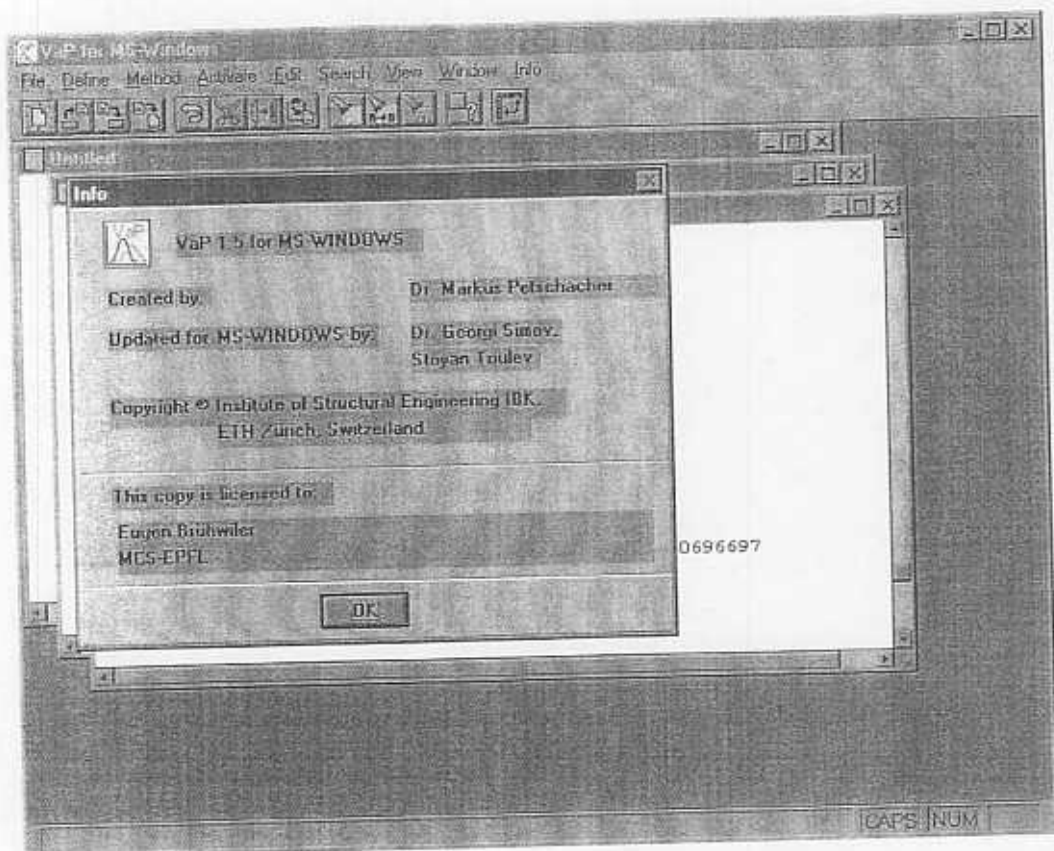 VaP for MS-Windows
File Define Method Activate Edit Search View Window Info
Untitled
Info
VaP
VaP 1.5 for MS-WINDOWS
Created by: Dr. Markus Petschacher
Updated for MS-WINDOWS by: Dr. Georgi Simov,
Stoyan Toulev
Copyright © Institute of Structural Engineering IBK,
ETH Zürich, Switzerland
This copy is licensed to:
Eugen Brühwiler
MCS-EPFL
0696697
OK
CAPS NUM